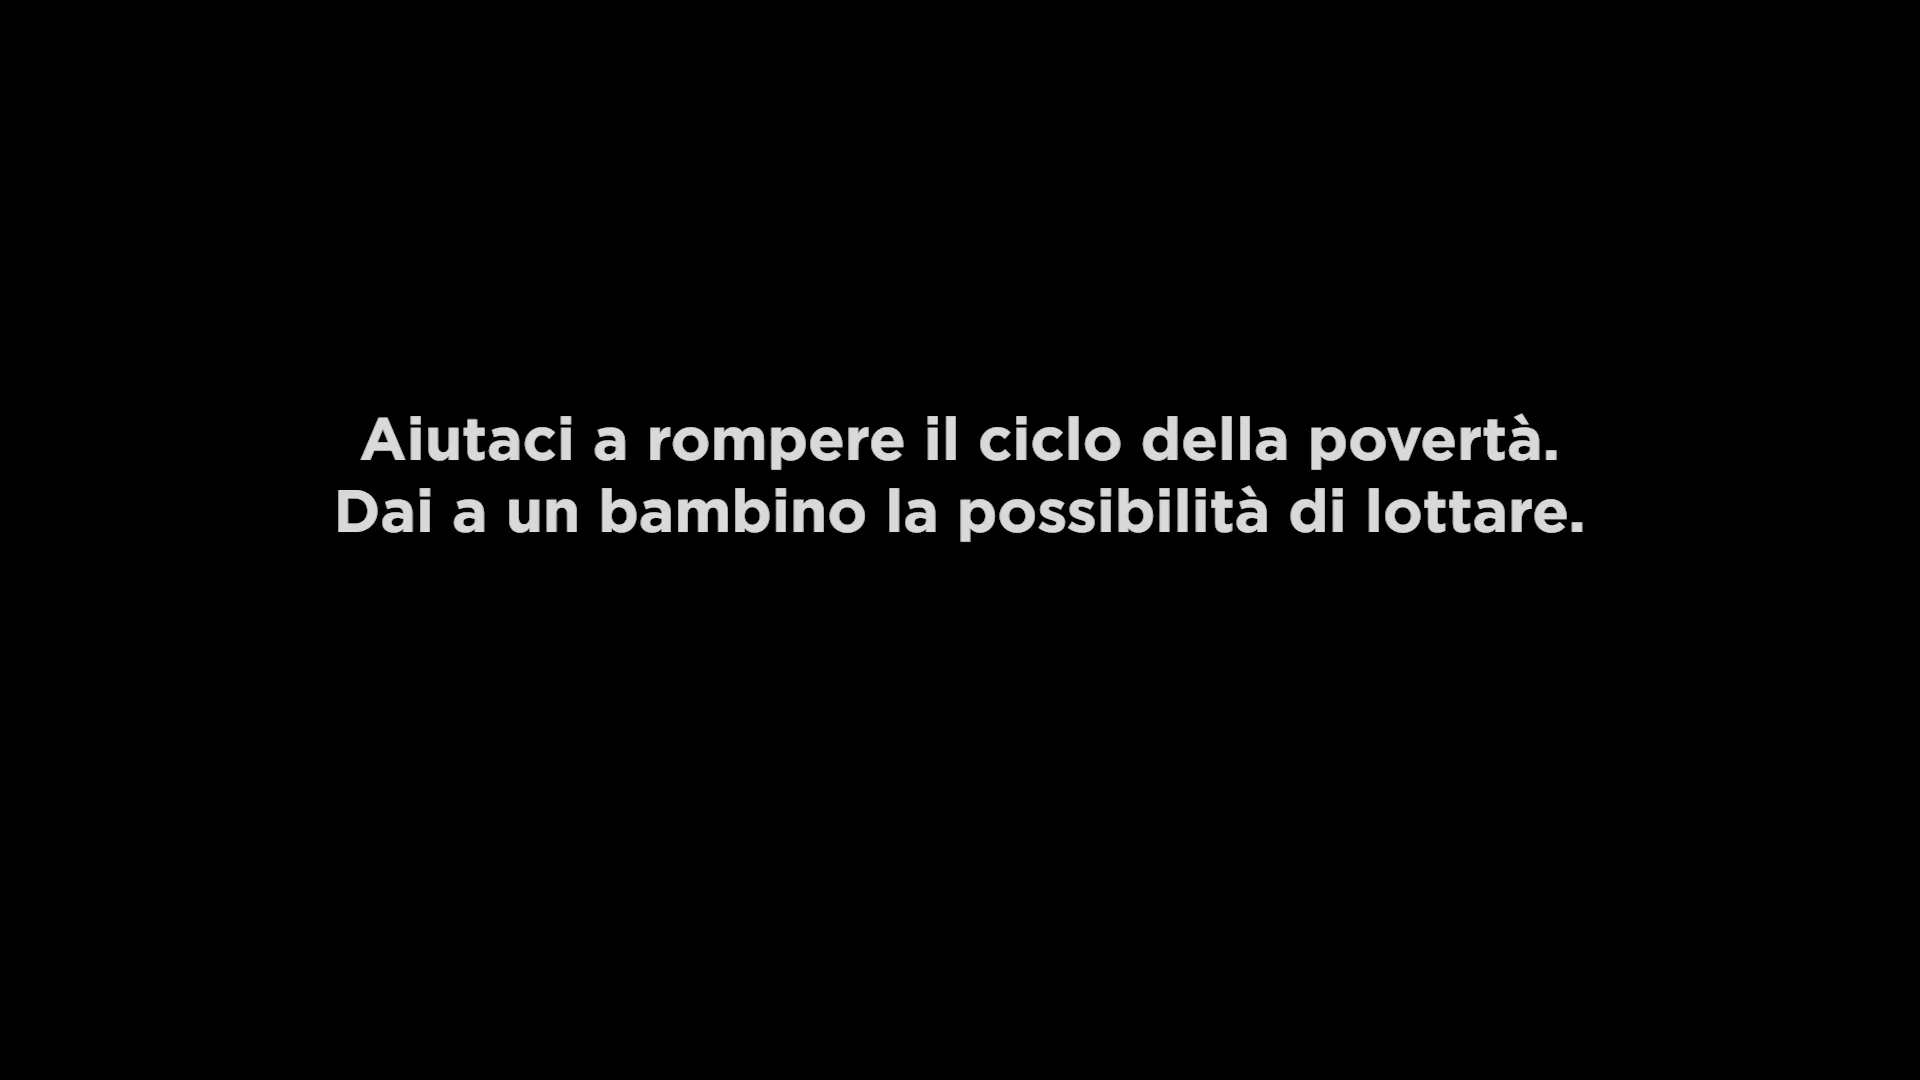 Aiutaci a rompere il ciclo della povertà.
Dai a un bambino la possibilità di lottare.